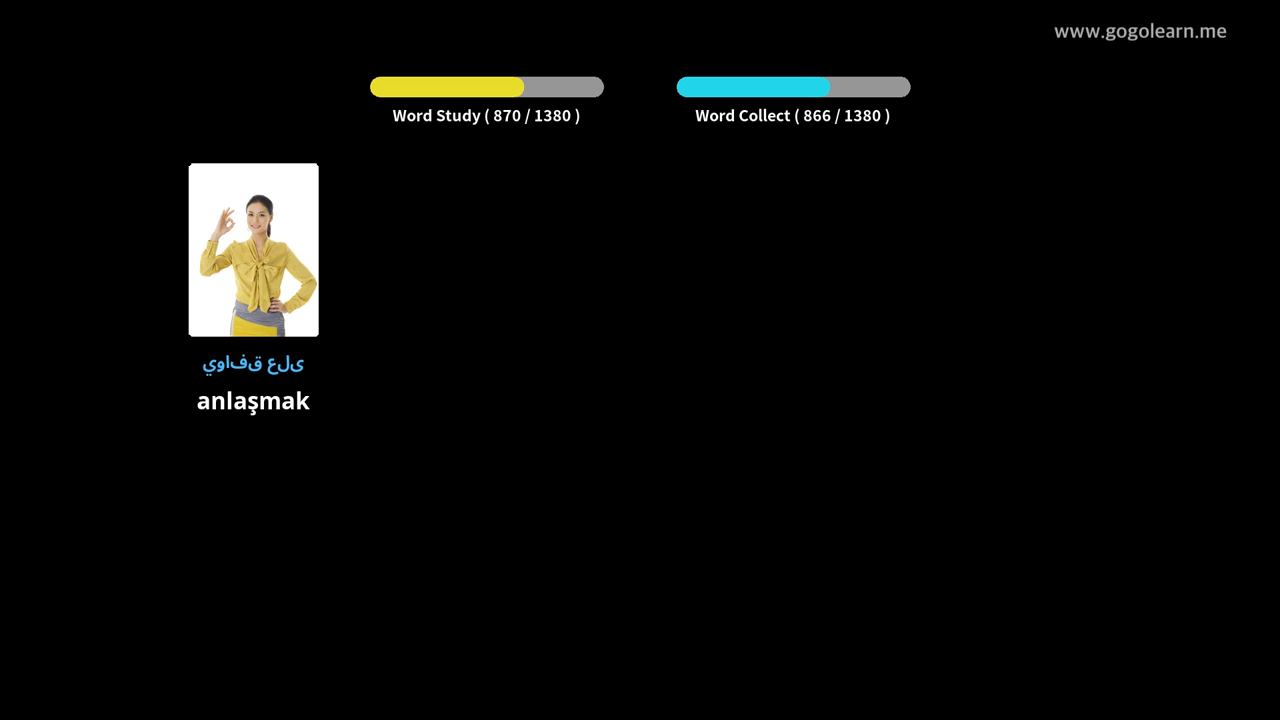 www.gogolearn.me
Word Study ( 870 / 1380 )
Word Collect ( 866 / 1380 )
يوافق على
anlaşmak